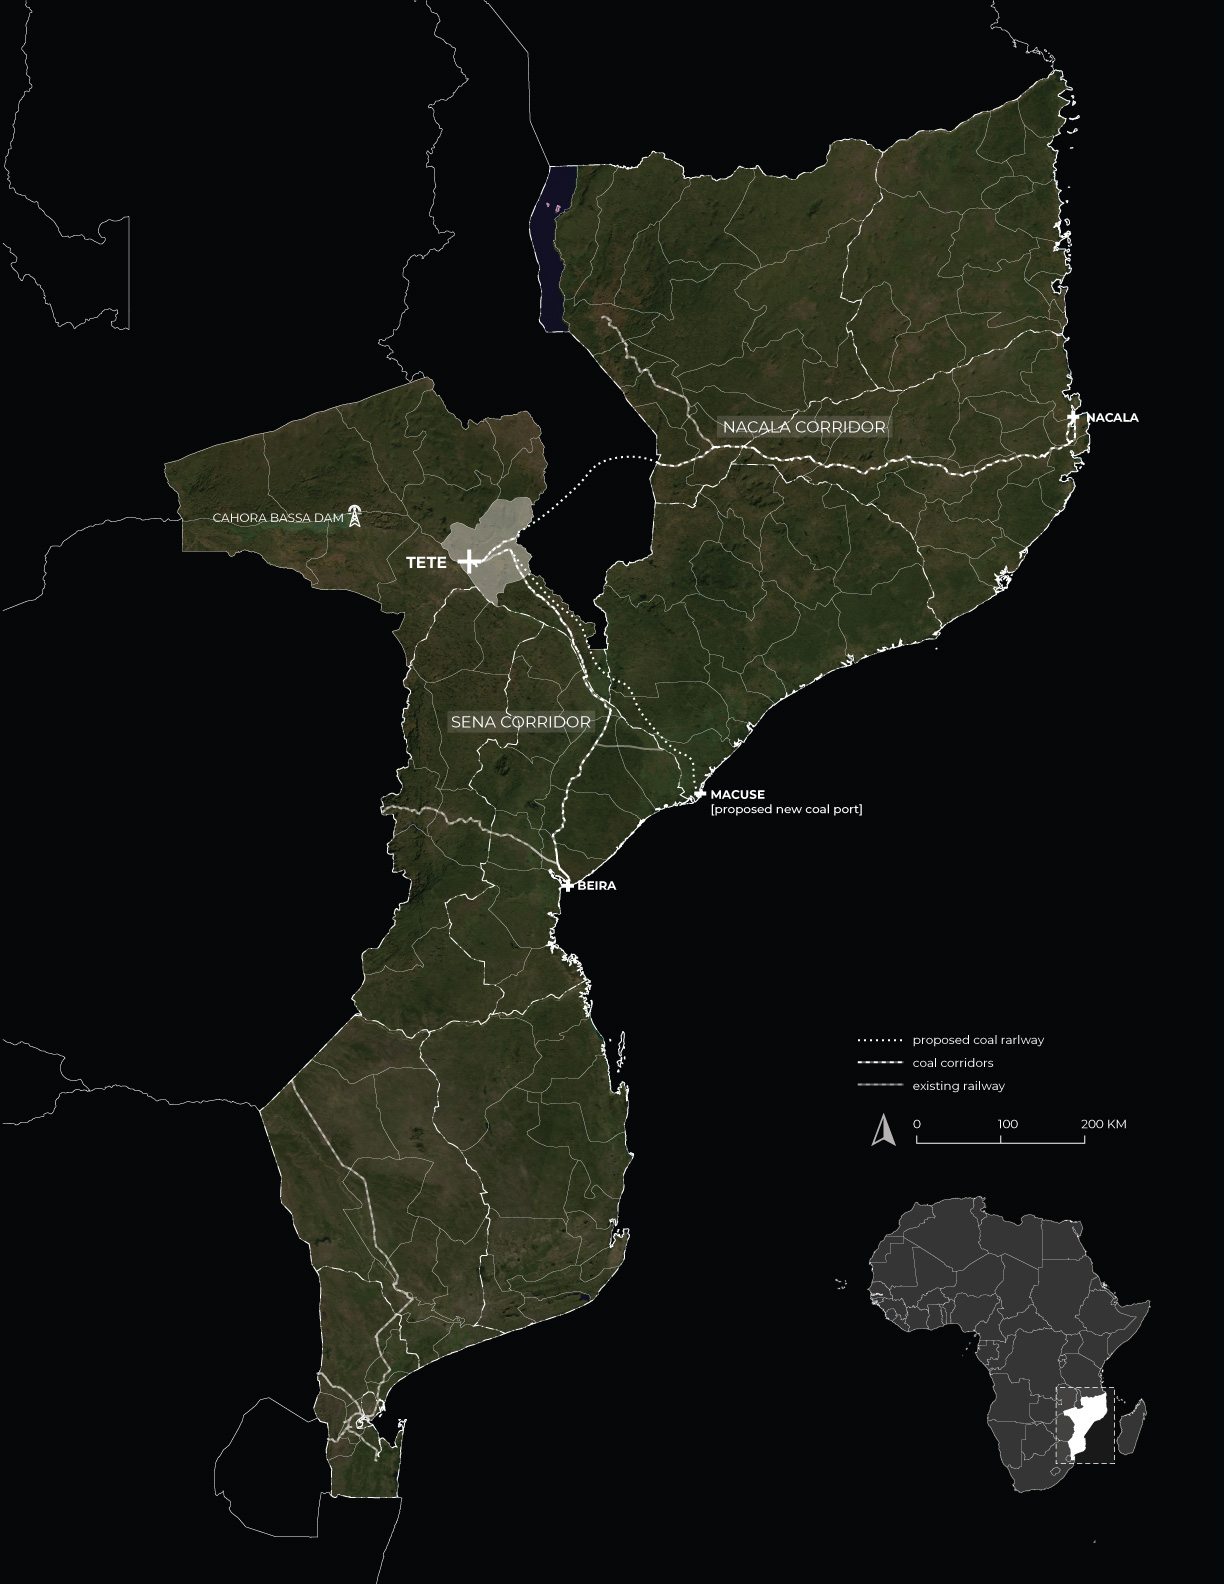 NACALA
NACALA CORRIDOR
CAHORA BASSA DAM
TETE
SENA CORRIDOR
MACUSE
[proposed new coal port]
BEIRA
proposed coal rarlway
coal corridors
existing railway
0 100 200 KM